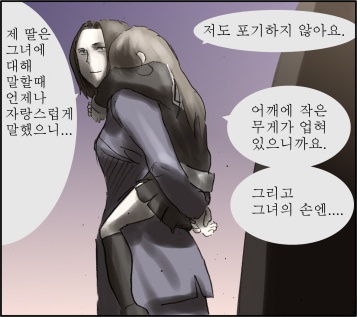 제 딸은
그녀에
대해
말할때
언제나
자랑스럽게
말했으니...
저도 포기하지 않아요.
어깨에 작은
무게가 업혀
있으니까요.
그리고
그녀의 손엔....